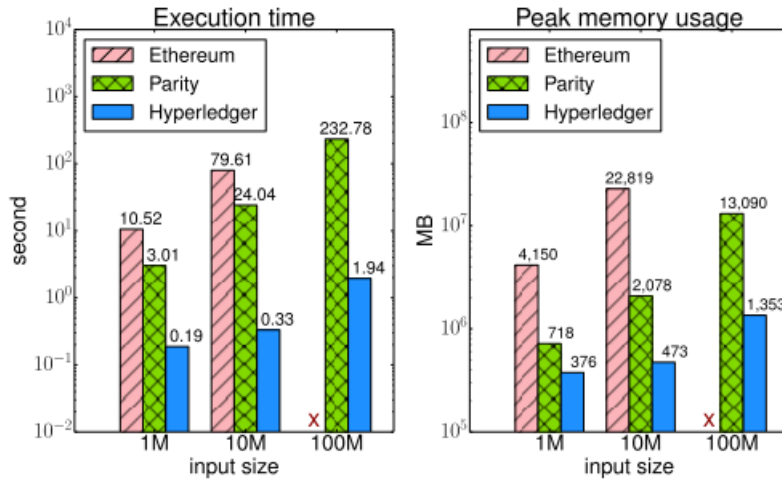 Execution time
10^4
10^3
10^2
10^1
10^0
10^-1
10^-2
second
Ethereum
Parity
Hyperledger
10.52
3.01
0.19
79.61
24.04
0.33
x
232.78
1.94
1M
10M
100M
input size
Peak memory usage
10^8
10^7
10^6
10^5
MB
Ethereum
Parity
Hyperledger
4,150
718
376
22,819
2,078
473
x
13,090
1,353
1M
10M
100M
input size